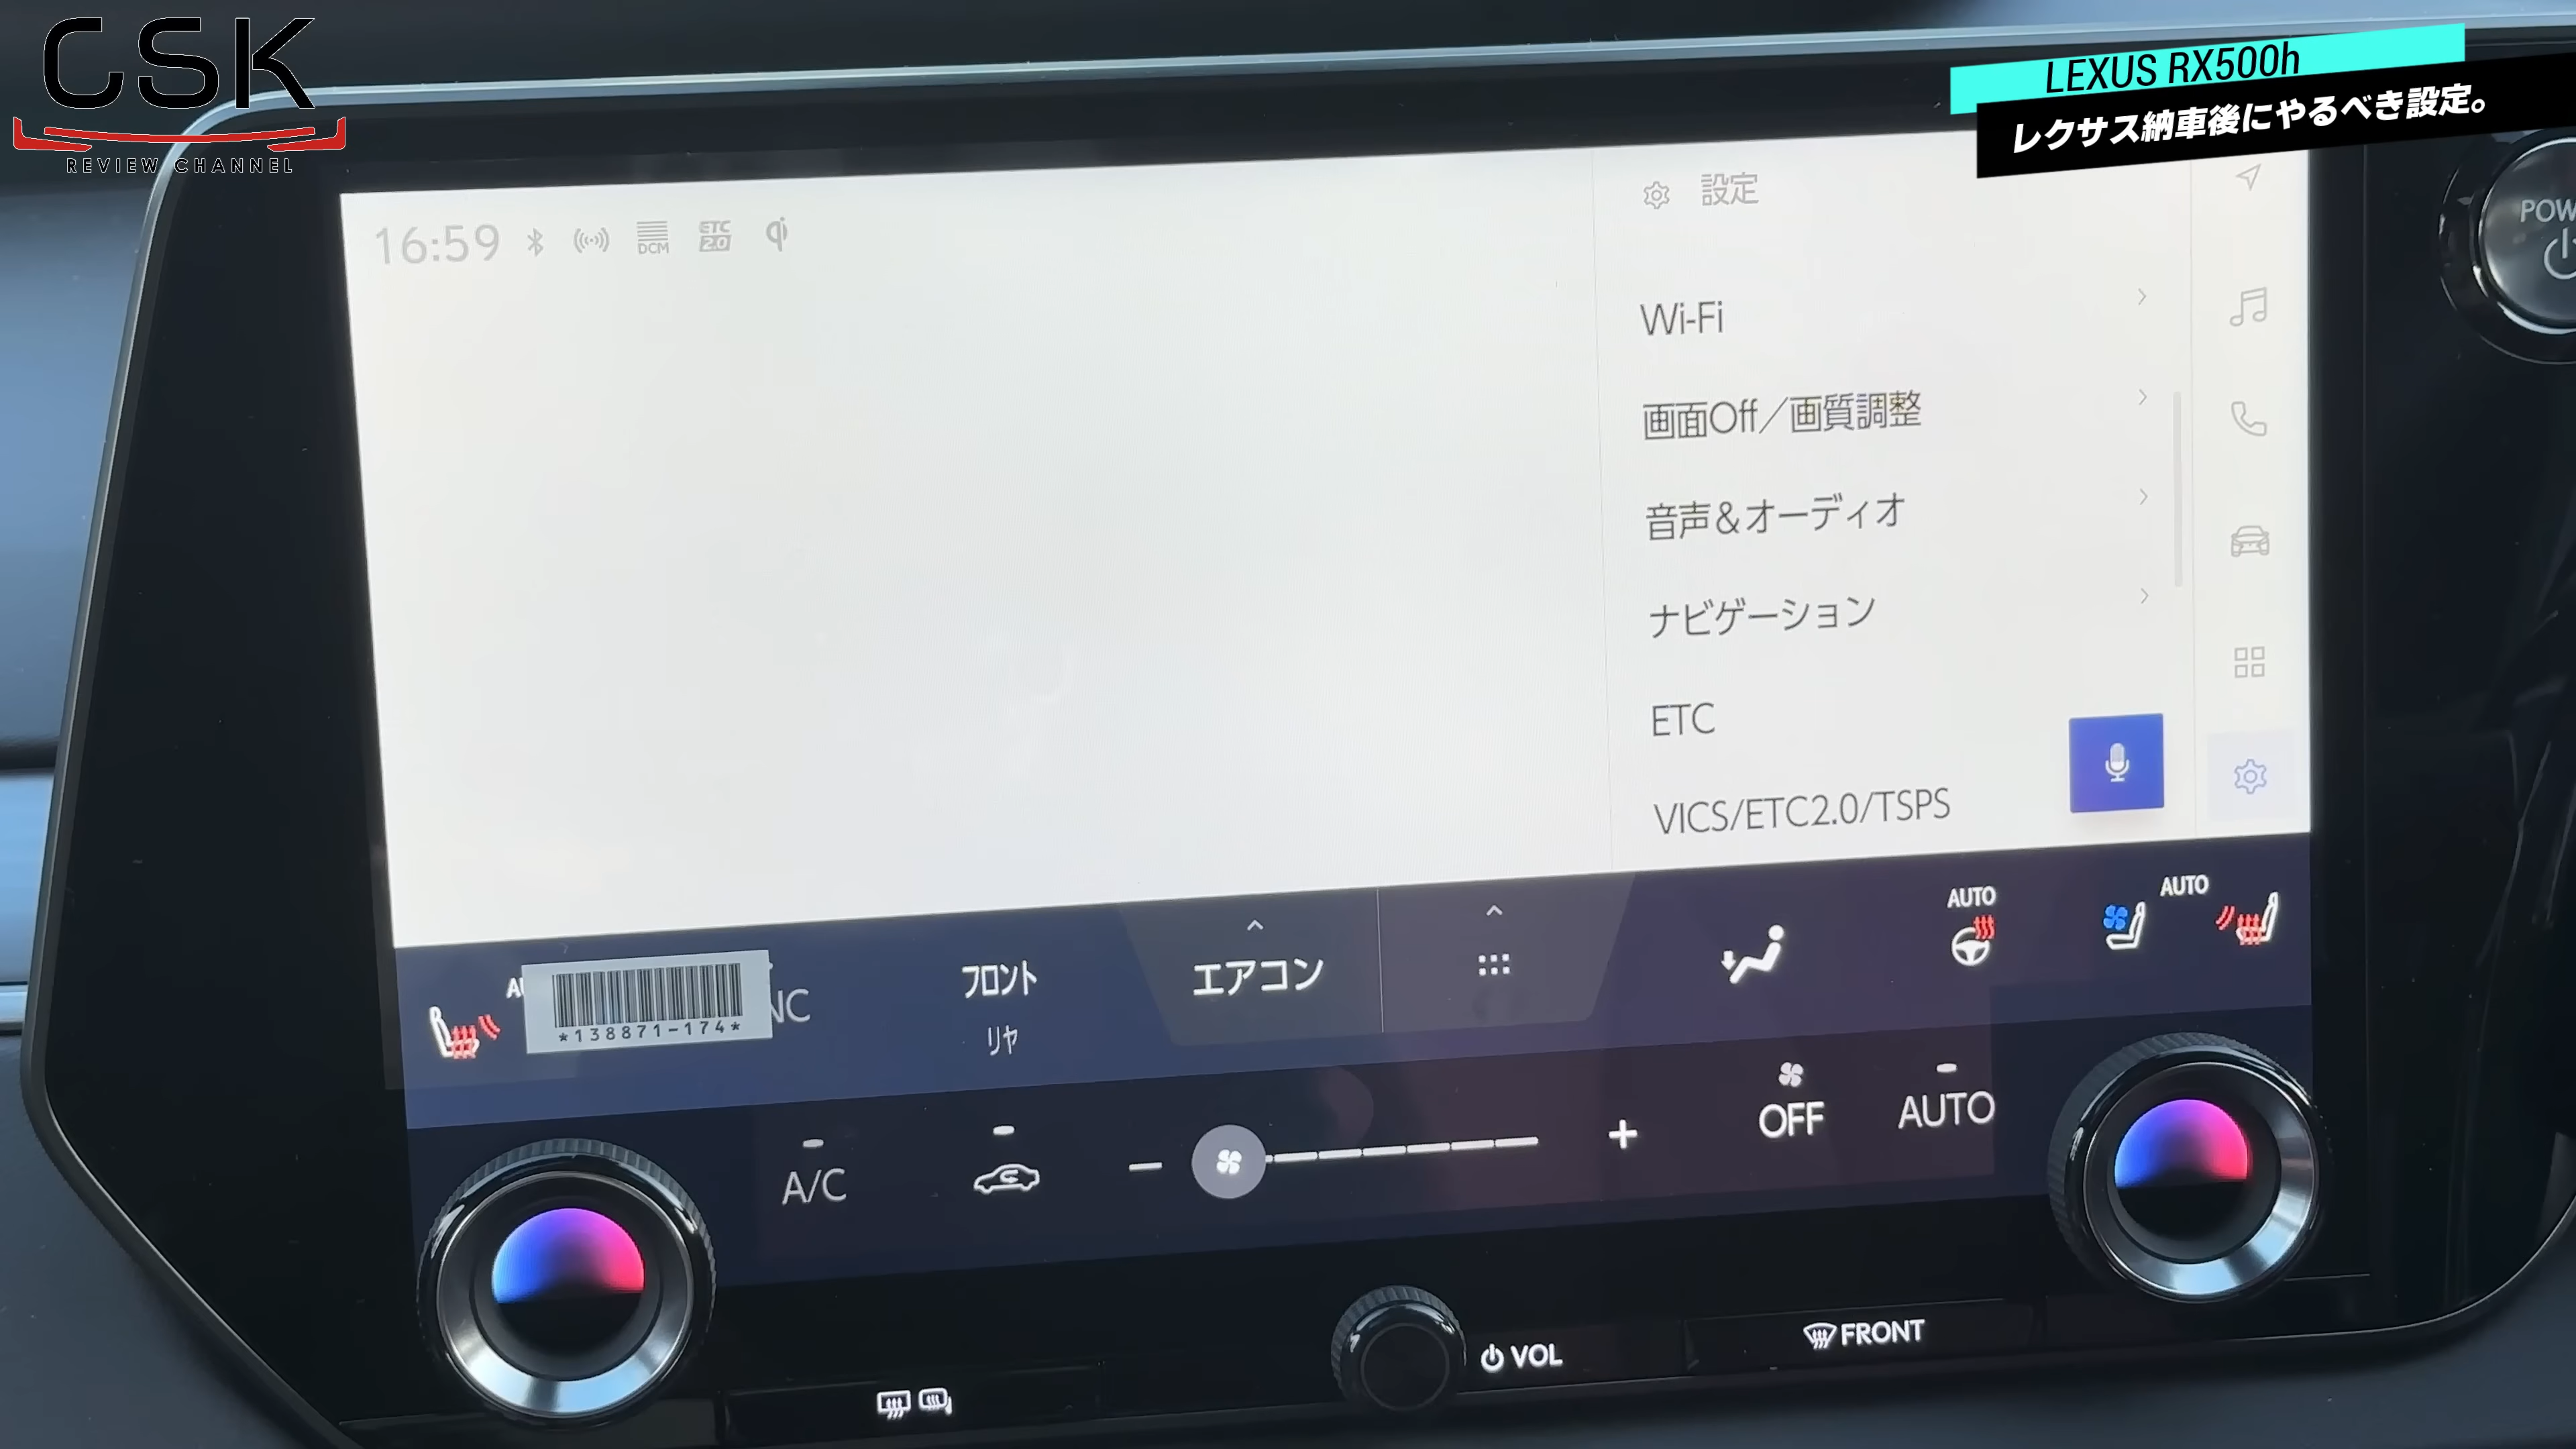 CSK
REVIEW CHANNEL
LEXUS RX500h
レクサス納車後にやるべき設定。
POW
16:59
DCM
ETC
2.0
設定
Wi-Fi
画面Off／画質調整
音声＆オーディオ
ナビゲーション
ETC
VICS/ETC2.0/TSPS
AUTO
AUTO
*138871-174*
NC
フロント
リヤ
エアコン
A/C
OFF
AUTO
VOL
FRONT